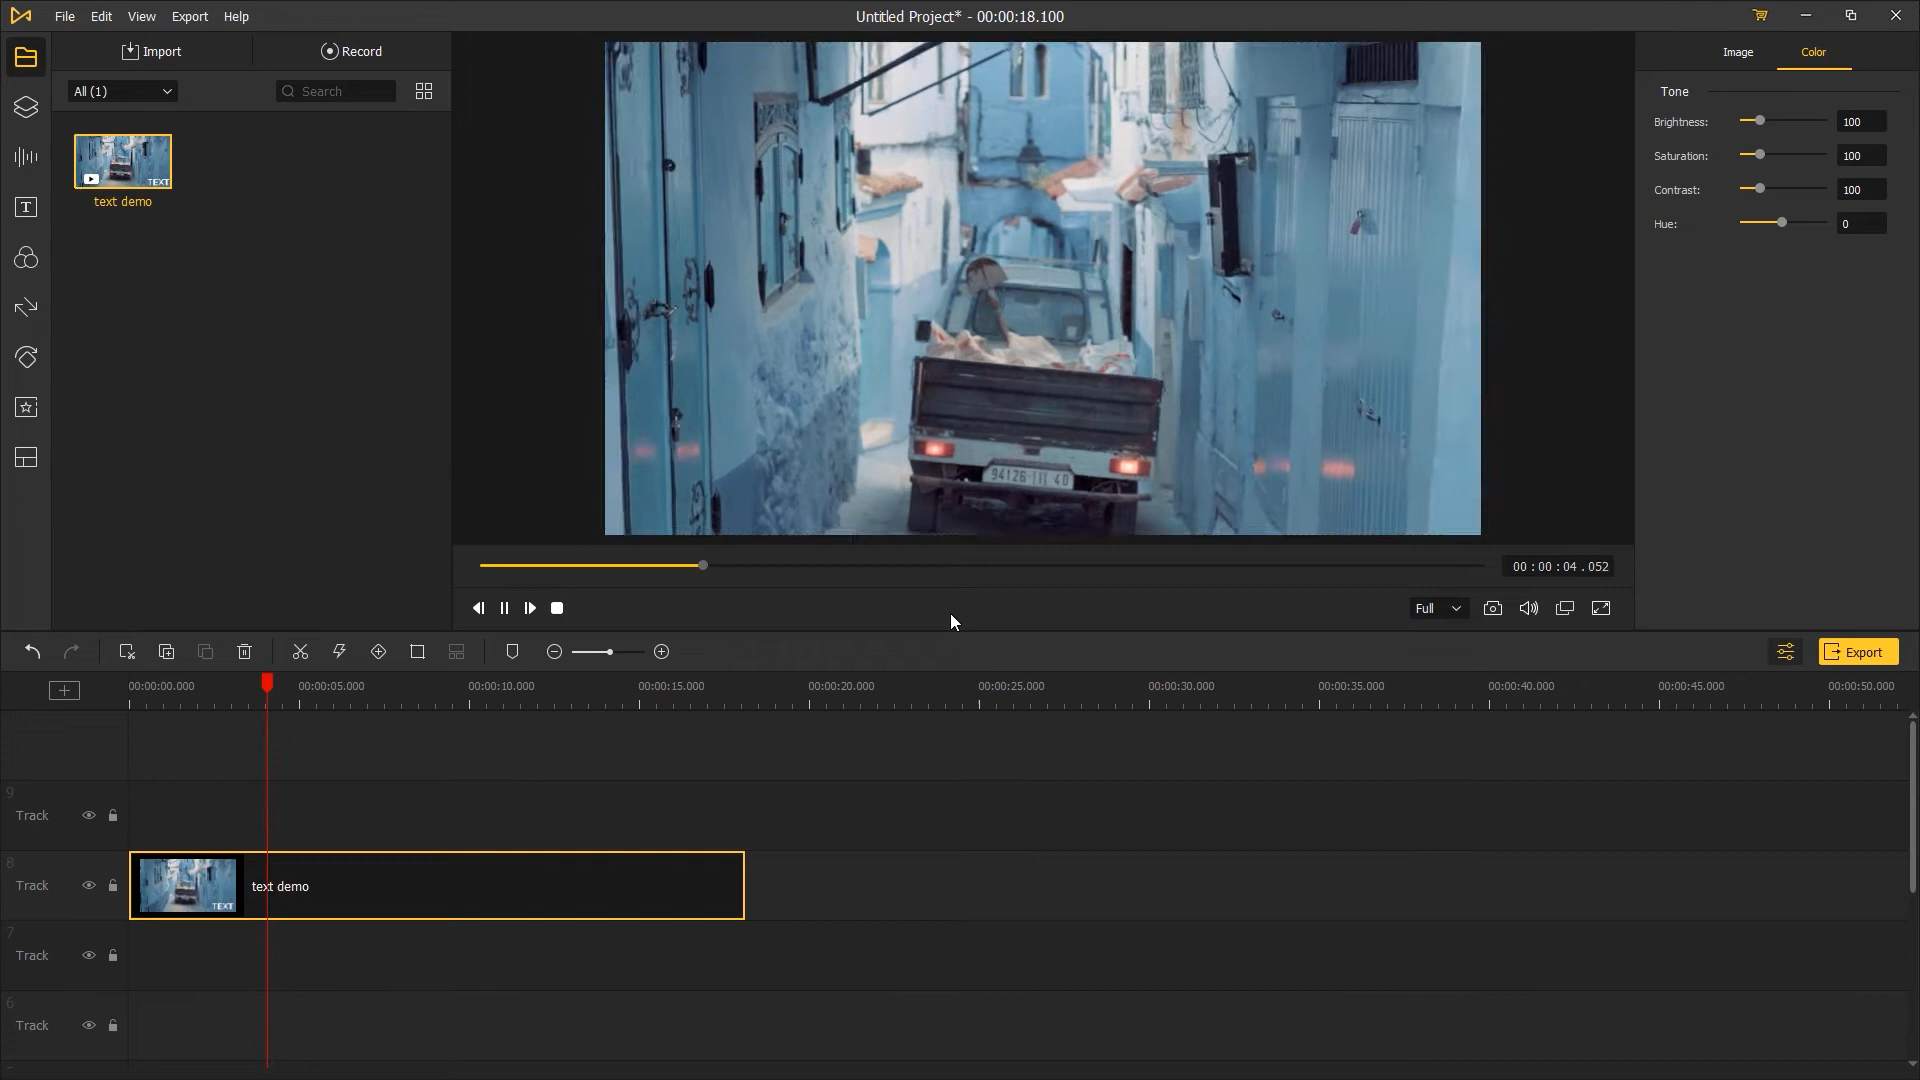 File Edit View Export Help
Untitled Project* - 00:00:18.100
Import
Record
All (1)
Search
TEXT
text demo
94126
40
Image
Color
Tone
Brightness: 100
Saturation: 100
Contrast: 100
Hue: 0
00 : 00 : 04 . 052
Full
Export
00:00:00.000 00:00:05.000 00:00:10.000 00:00:15.000 00:00:20.000 00:00:25.000 00:00:30.000 00:00:35.000 00:00:40.000 00:00:45.000 00:00:50.000
9
Track
8
Track
TEXT
text demo
7
Track
6
Track